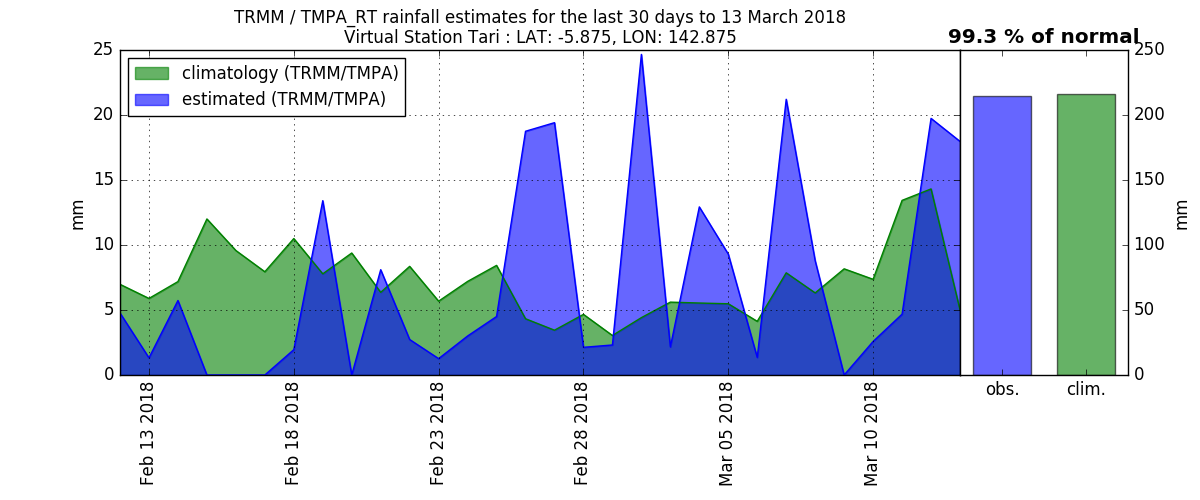 TRMM / TMPA_RT rainfall estimates for the last 30 days to 13 March 2018
Virtual Station Tari : LAT: -5.875, LON: 142.875
99.3 % of normal
climatology (TRMM/TMPA)
estimated (TRMM/TMPA)
mm
25
20
15
10
5
0
Feb 13 2018
Feb 18 2018
Feb 23 2018
Feb 28 2018
Mar 05 2018
Mar 10 2018
obs.
clim.
250
200
150
100
50
0
mm